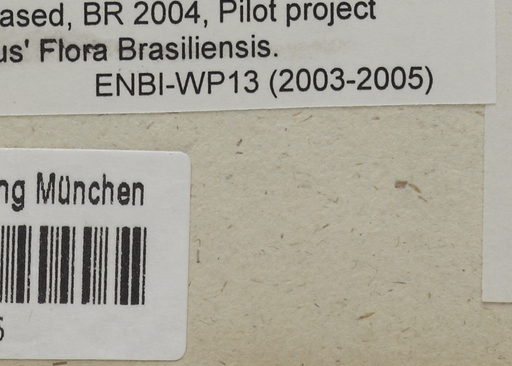 ased, BR 2004, Pilot project
us' Flora Brasiliensis.
ENBI-WP13 (2003-2005)
ng München